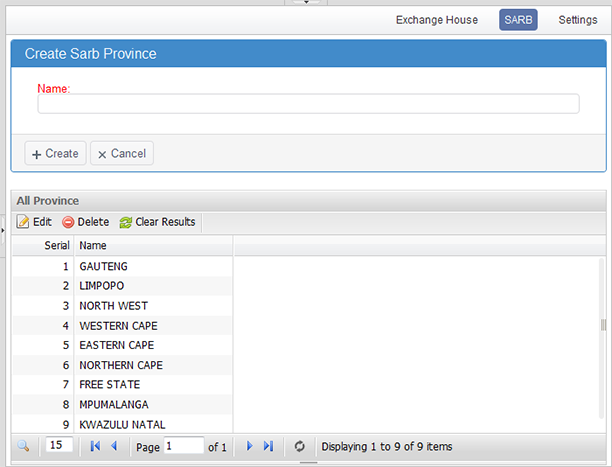 Exchange House SARB Settings
Create Sarb Province
Name:
Create Cancel
All Province
Edit Delete Clear Results
Serial Name
1 GAUTENG
2 LIMPOPO
3 NORTH WEST
4 WESTERN CAPE
5 EASTERN CAPE
6 NORTHERN CAPE
7 FREE STATE
8 MPUMALANGA
9 KWAZULU NATAL
15 Page 1 of 1 Displaying 1 to 9 of 9 items